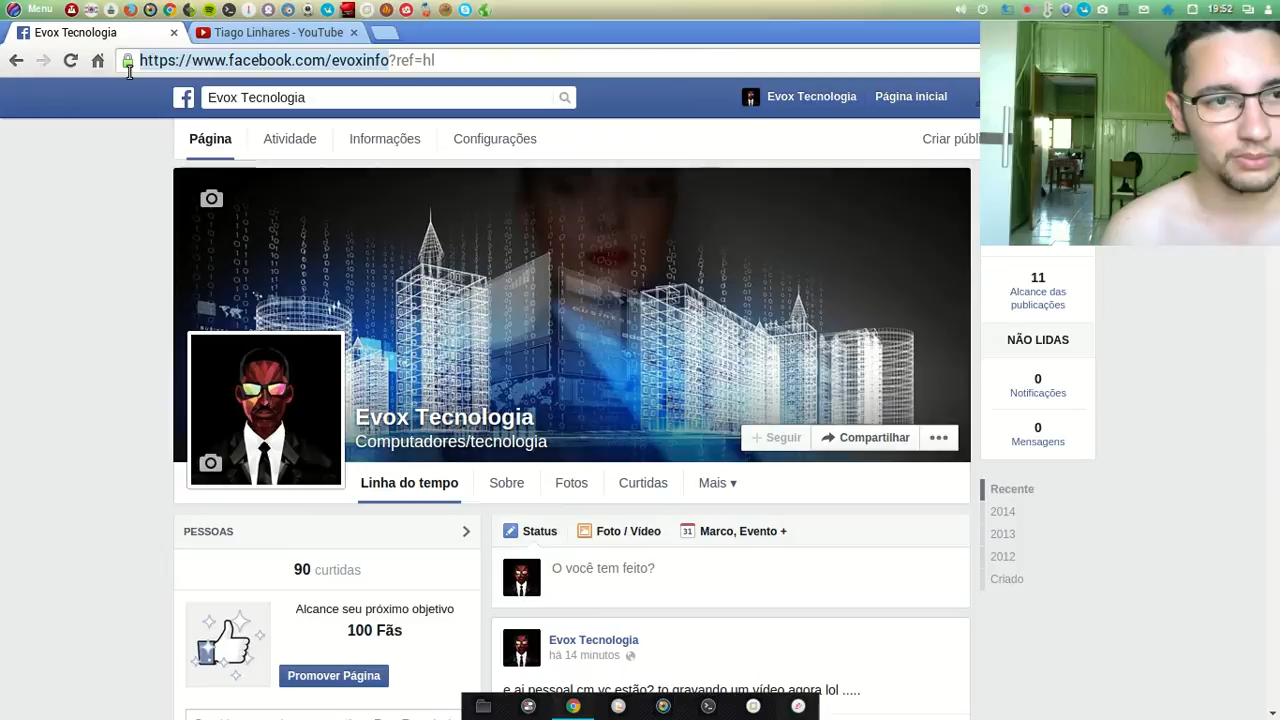 Menu
19:52
Evox Tecnologia
Tiago Linhares - YouTube
https://www.facebook.com/evoxinfo?ref=hl
Evox Tecnologia
Evox Tecnologia
Página inicial
Página
Atividade
Informações
Configurações
Criar públi
Evox Tecnologia
Computadores/tecnologia
Seguir
Compartilhar
Linha do tempo
Sobre
Fotos
Curtidas
Mais
11
Alcance das
publicações
NÃO LIDAS
0
Notificações
0
Mensagens
Recente
2014
2013
2012
Criado
PESSOAS
90 curtidas
Alcance seu próximo objetivo
100 Fãs
Promover Página
Status
Foto / Vídeo
31
Marco, Evento +
O você tem feito?
Evox Tecnologia
há 14 minutos
e ai pessoal cm vc estão? to gravando um vídeo agora lol .....